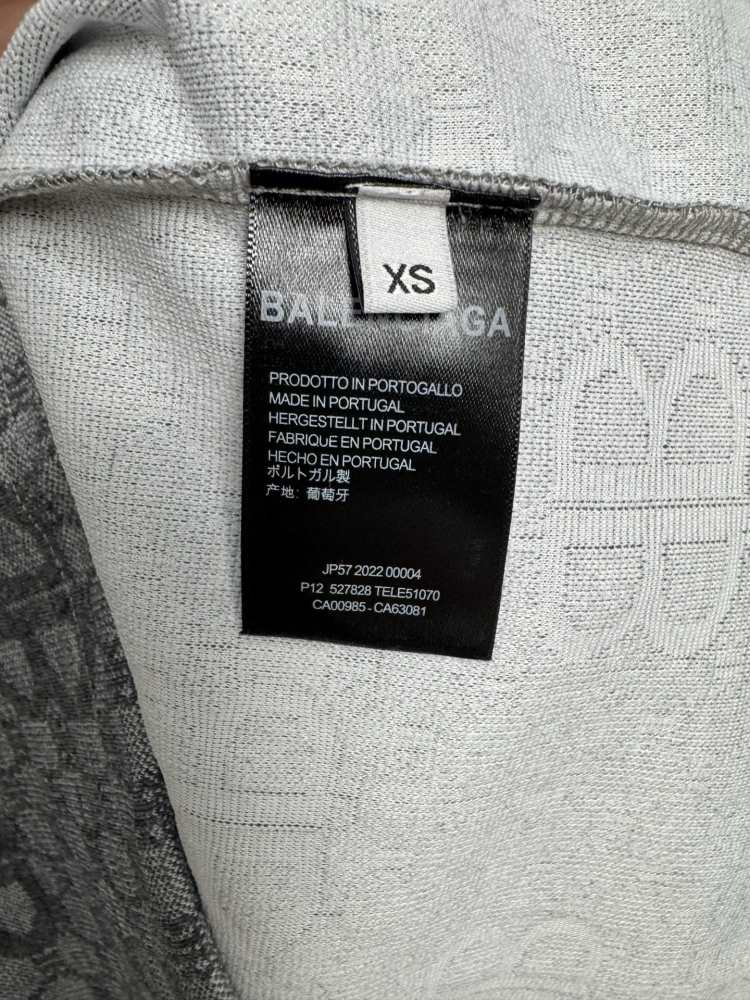 XS
PRODOTTO IN PORTOGALLO
MADE IN PORTUGAL
HERGESTELLT IN PORTUGAL
FABRIQUE EN PORTUGAL
HECHO EN PORTUGAL
ポルトガル製
产地: 葡萄牙
JP57 2022 00004
P12 527828 TELE51070
CA00985 - CA63081